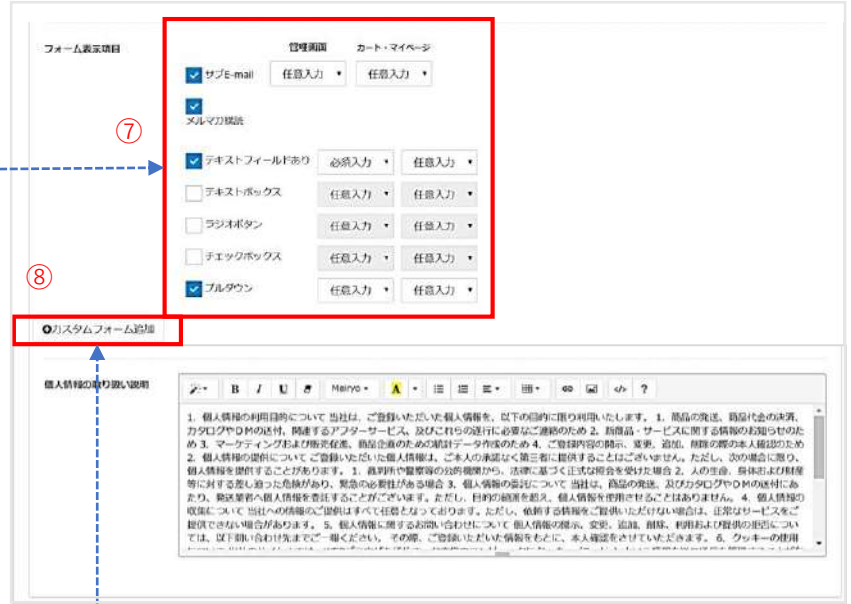 フォーム表示項目
管理画面 カート・マイページ
サブE-mail 任意入力 任意入力
メルマガ購読
⑦
テキストフィールドあり 必須入力 任意入力
テキストボックス 任意入力 任意入力
ラジオボタン 任意入力 任意入力
チェックボックス 任意入力 任意入力
⑧
プルダウン 任意入力 任意入力
カスタムフォーム追加
個人情報の取り扱い説明
B I U S Meiryo A </> ?
1. 個人情報の利用目的について 当社は、ご登録いただいた個人情報を、以下の目的に限り利用いたします。 1. 商品の発送、商品代金の決済、
カタログやDMの送付、関連するアフターサービス、及びこれらの遂行に必要なご連絡のため 2. 新商品・サービスに関する情報のお知らせのた
め 3. マーケティングおよび販売促進、商品企画のための統計データ作成のため 4. ご登録内容の開示、変更、追加、削除の際の本人確認のため
2. 個人情報の提供について ご登録いただいた個人情報は、ご本人の承諾なく第三者に提供することはございません。ただし、次の場合に限り、
個人情報を提供することがあります。 1. 裁判所や警察等の公的機関から、法律に基づく正式な照会を受けた場合 2. 人の生命、身体および財産
等に対する差し迫った危険があり、緊急の必要性がある場合 3. 個人情報の委託について 当社は、商品の発送、及びカタログやDMの送付にあ
たり、発送業者へ個人情報を委託することがございます。ただし、目的の範囲を超え、個人情報を使用させることはありません。 4. 個人情報の
収集について 当社への情報のご提供はすべて任意となっております。ただし、依頼する情報をご提供いただけない場合は、正常なサービスをご
提供できない場合があります。 5. 個人情報に関するお問い合わせについて 個人情報の開示、変更、追加、削除、利用および提供の拒否につい
ては、以下問い合わせ先までご一報ください。 その際、ご登録いただいた情報をもとに、本人確認をさせていただきます。 6. クッキーの使用